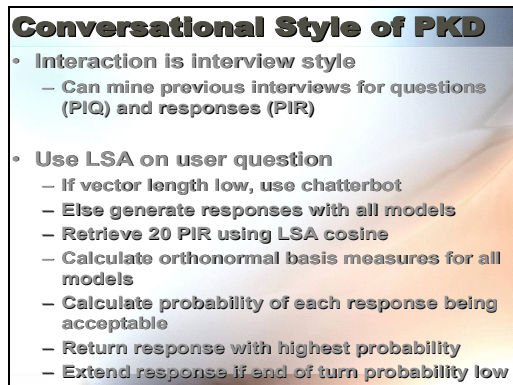 Conversational Style of PKD
• Interaction is interview style
– Can mine previous interviews for questions
(PIQ) and responses (PIR)
• Use LSA on user question
– If vector length low, use chatterbot
– Else generate responses with all models
– Retrieve 20 PIR using LSA cosine
– Calculate orthonormal basis measures for all
models
– Calculate probability of each response being
acceptable
– Return response with highest probability
– Extend response if end of turn probability low